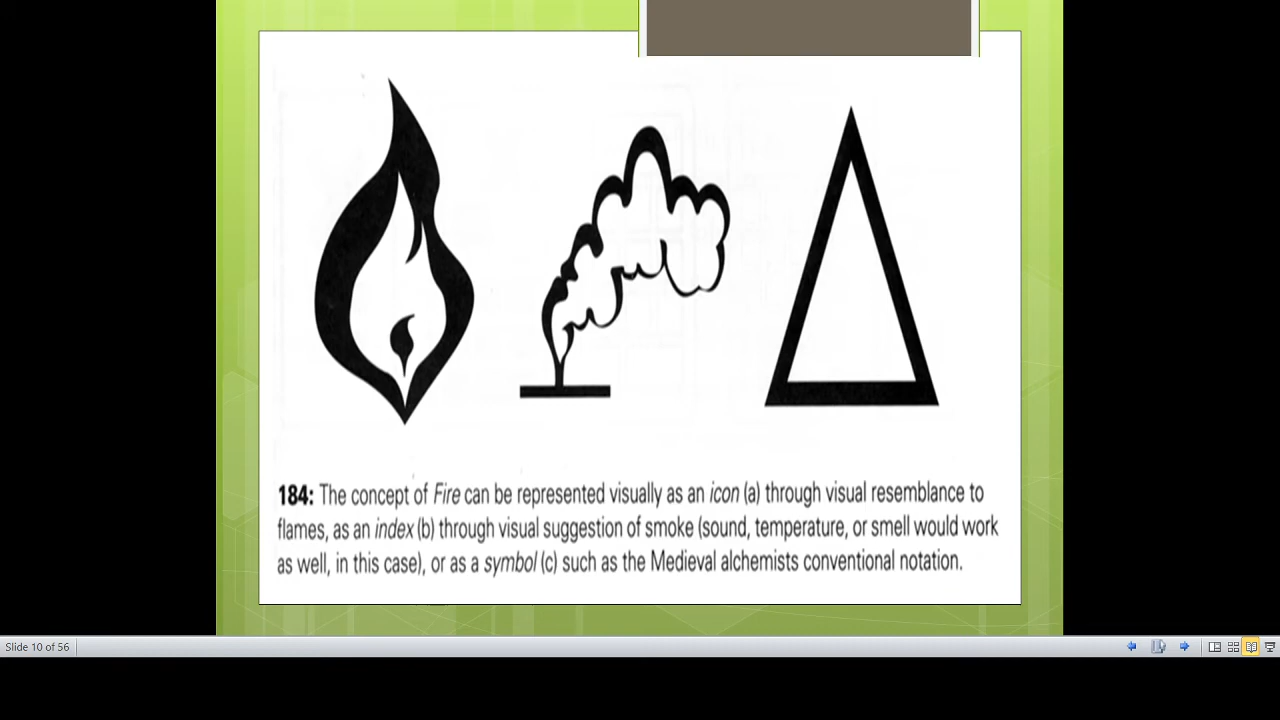 184: The concept of Fire can be represented visually as an icon (a) through visual resemblance to
flames, as an index (b) through visual suggestion of smoke (sound, temperature, or smell would work
as well, in this case), or as a symbol (c) such as the Medieval alchemists conventional notation.
Slide 10 of 56